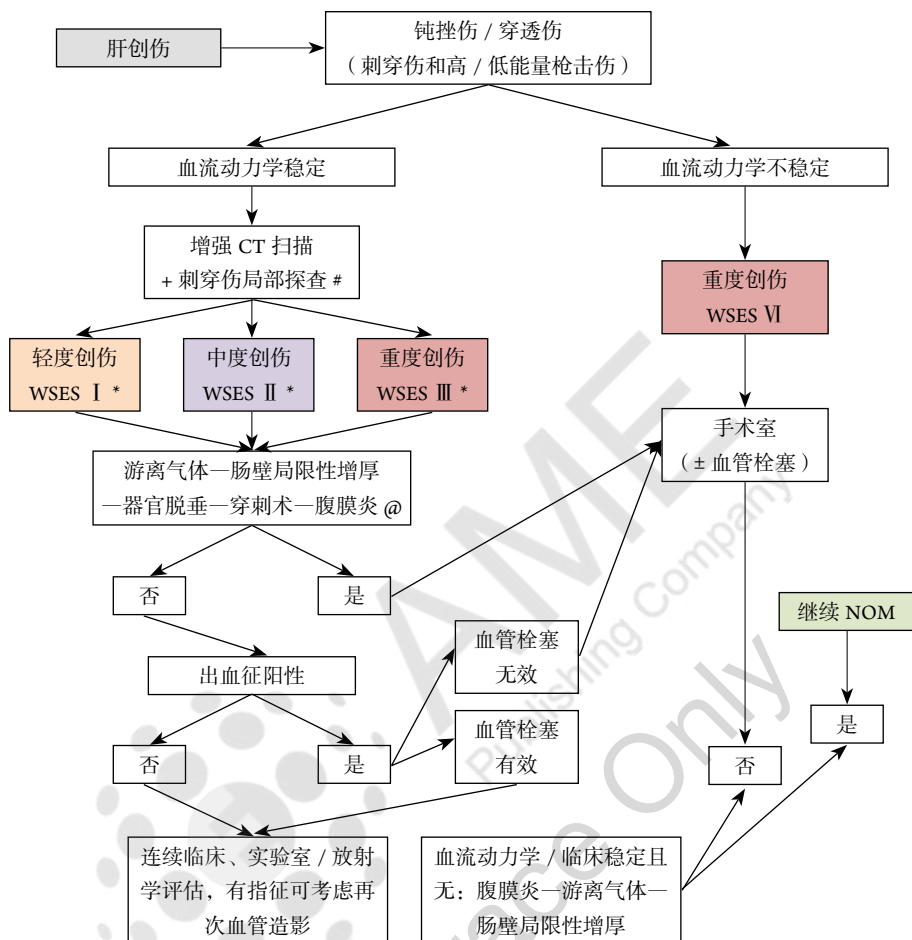 肝创伤
钝挫伤 / 穿透伤
（刺穿伤和高 / 低能量枪击伤）
血流动力学稳定
血流动力学不稳定
增强 CT 扫描
+ 刺穿伤局部探查 #
重度创伤
WSES Ⅵ
轻度创伤
WSES Ⅰ *
中度创伤
WSES Ⅱ *
重度创伤
WSES Ⅲ *
手术室
（± 血管栓塞）
游离气体—肠壁局限性增厚
—器官脱垂—穿刺术—腹膜炎 @
否
是
继续 NOM
出血征阳性
血管栓塞
无效
血管栓塞
有效
否
是
否
是
连续临床、实验室 / 放射
学评估，有指征可考虑再
次血管造影
血流动力学 / 临床稳定且
无：腹膜炎—游离气体—
肠壁局限性增厚
AME
Publishing Company
race Only